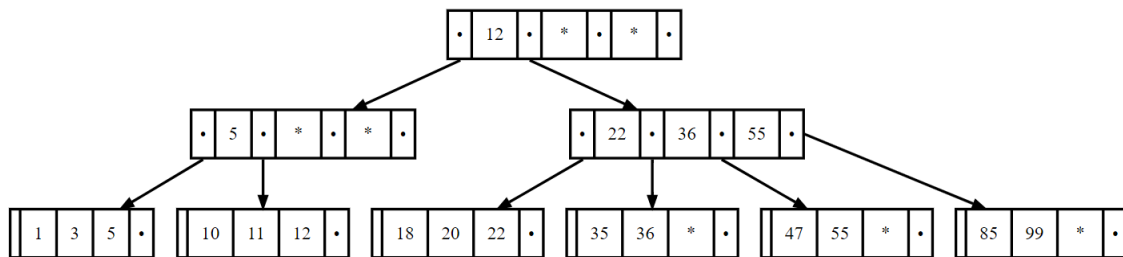 • 12 • * • * •
• 5 • * • * • • 22 • 36 • 55 •
1 3 5 • 10 11 12 • 18 20 22 • 35 36 * • 47 55 * • 85 99 * •